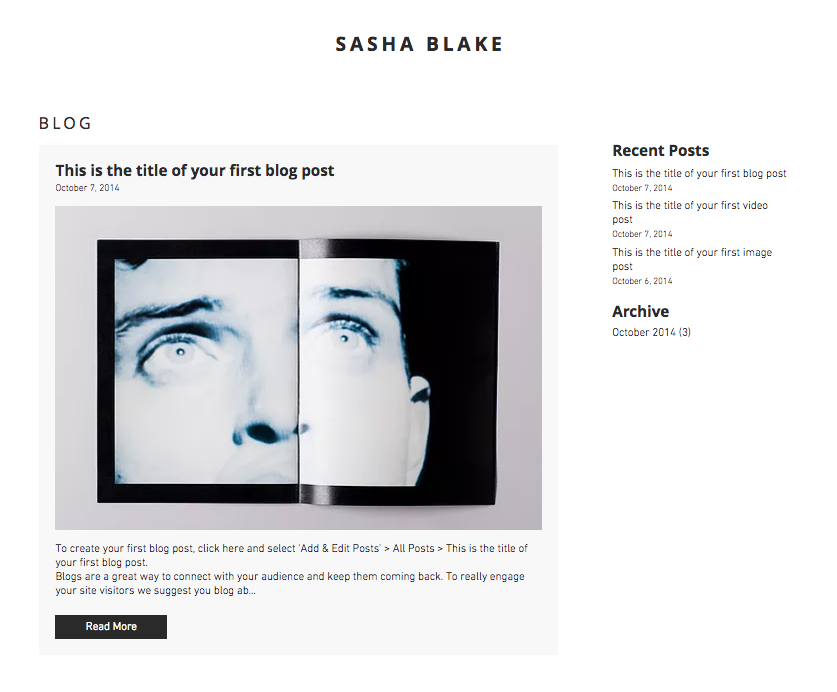 SASHA BLAKE
BLOG
This is the title of your first blog post
October 7, 2014
To create your first blog post, click here and select 'Add & Edit Posts' > All Posts > This is the title of
your first blog post.
Blogs are a great way to connect with your audience and keep them coming back. To really engage
your site visitors we suggest you blog ab...
Read More
Recent Posts
This is the title of your first blog post
October 7, 2014
This is the title of your first video
post
October 7, 2014
This is the title of your first image
post
October 6, 2014
Archive
October 2014 (3)